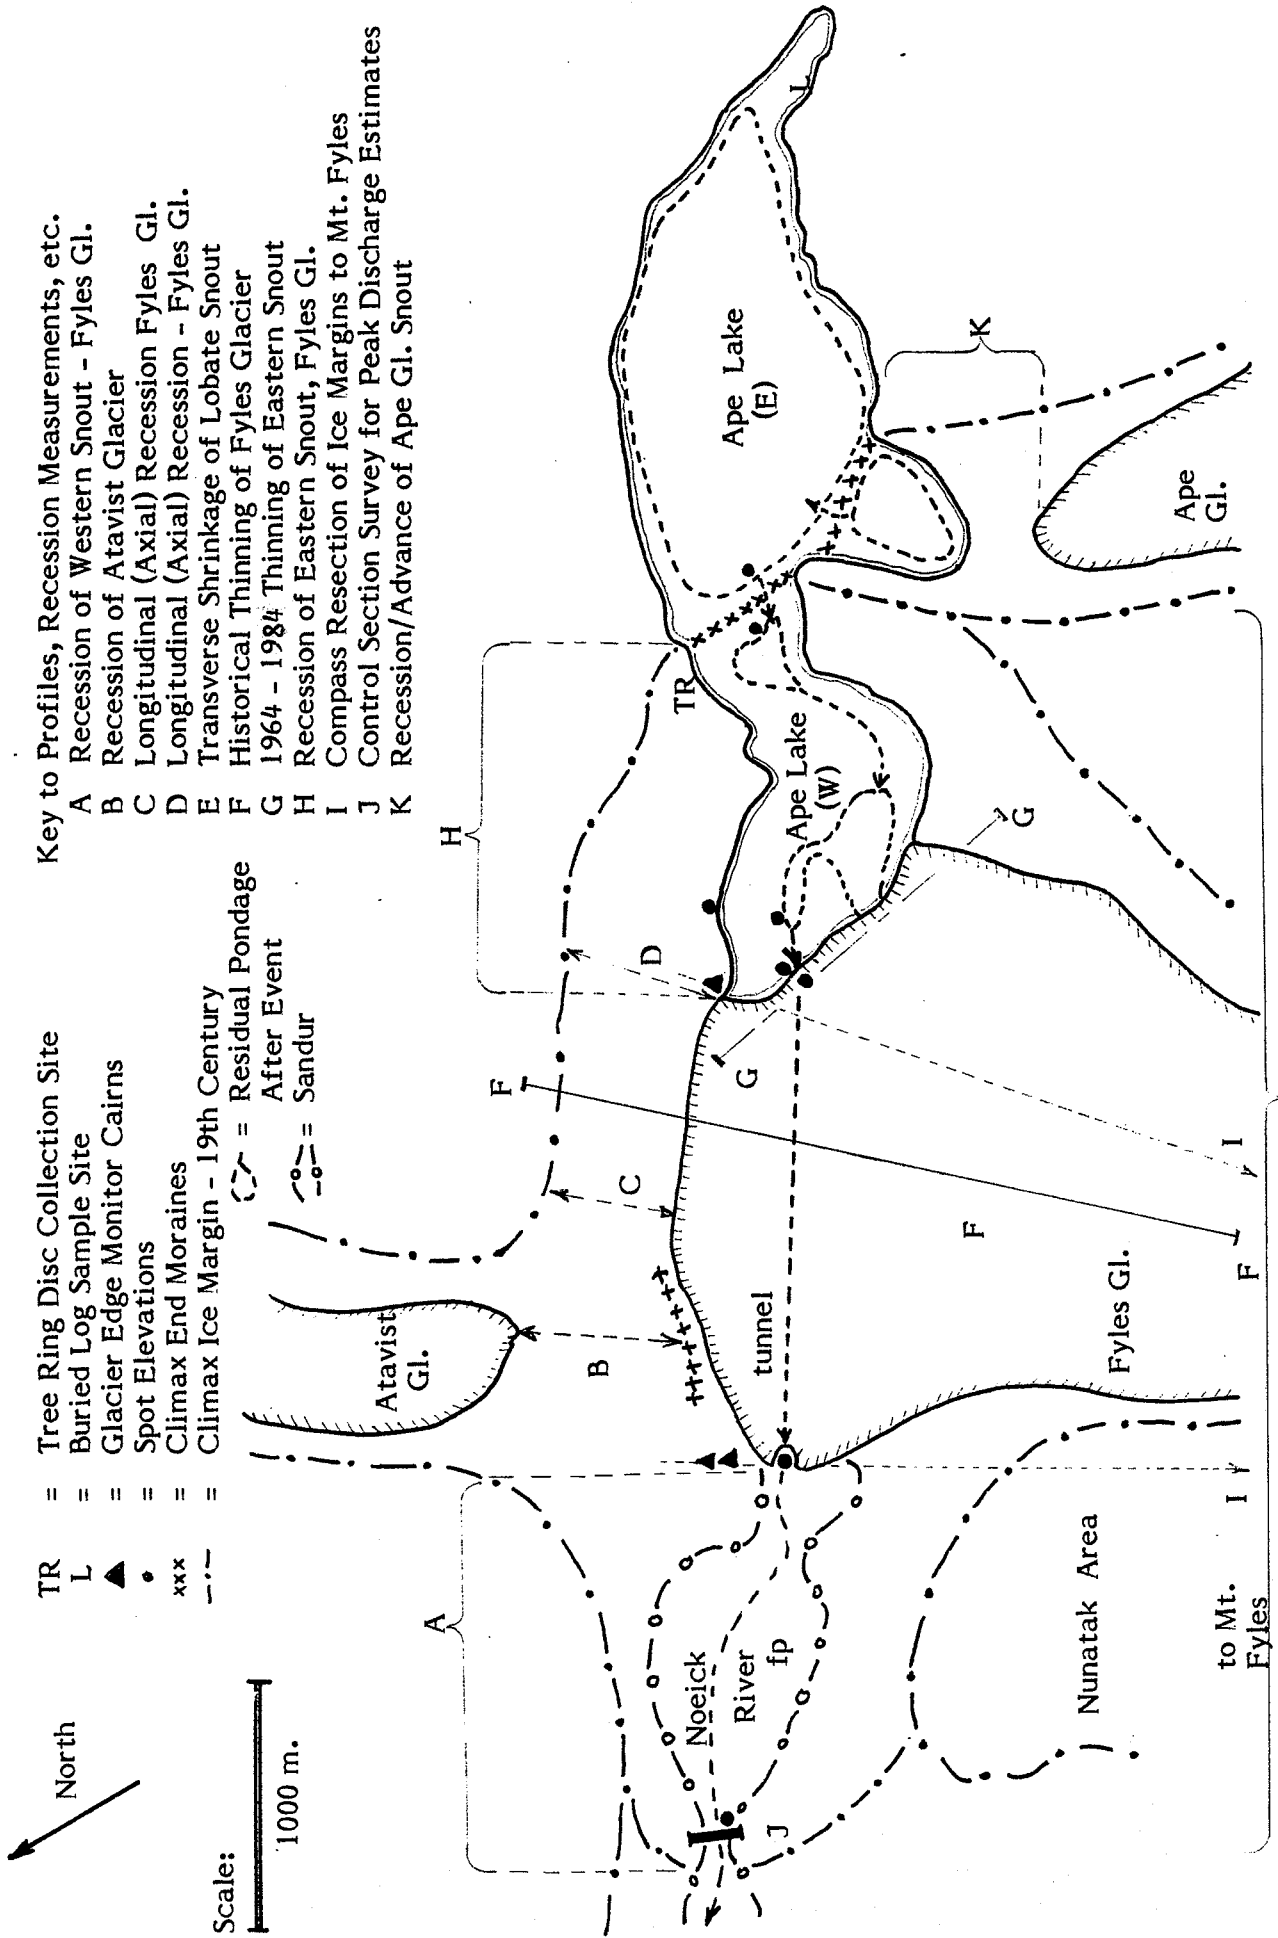 North
Scale:
1000 m.
TR = Tree Ring Disc Collection Site
L = Buried Log Sample Site
▲ = Glacier Edge Monitor Cairns
• = Spot Elevations
xxx = Climax End Moraines
—·— = Climax Ice Margin - 19th Century
= Residual Pondage
After Event
= Sandur
Key to Profiles, Recession Measurements, etc.
A Recession of Western Snout - Fyles Gl.
B Recession of Atavist Glacier
C Longitudinal (Axial) Recession Fyles Gl.
D Longitudinal (Axial) Recession - Fyles Gl.
E Transverse Shrinkage of Lobate Snout
F Historical Thinning of Fyles Glacier
G 1964 - 1984 Thinning of Eastern Snout
H Recession of Eastern Snout, Fyles Gl.
I Compass Resection of Ice Margins to Mt. Fyles
J Control Section Survey for Peak Discharge Estimates
K Recession/Advance of Ape Gl. Snout
A
H
Atavist
Gl.
F
B
C
D
TR
L
Noeick
River
fp
J
tunnel
G
Ape Lake
(W)
Ape Lake
(E)
F
G
K
Nunatak Area
Fyles Gl.
Ape
Gl.
to Mt.
Fyles
I
F
I